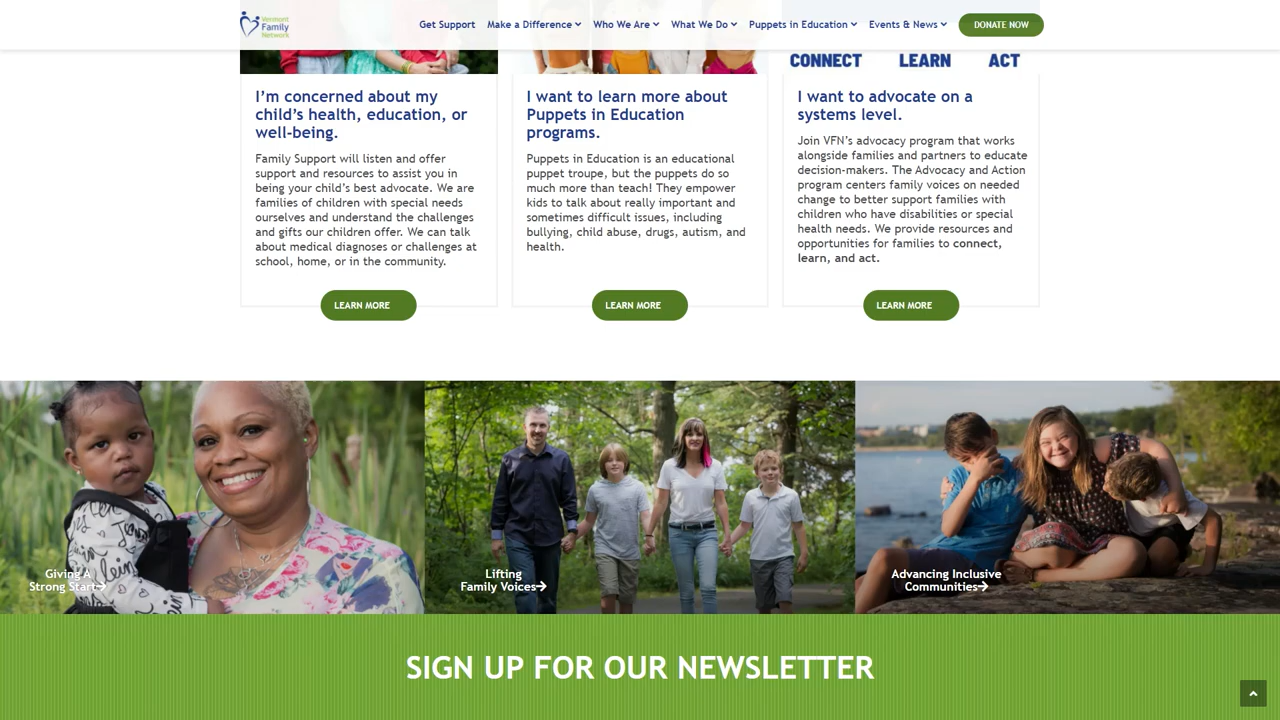 Vermont
Family
Network
Get Support Make a Difference Who We Are What We Do Puppets in Education Events & News DONATE NOW
CONNECT LEARN ACT
I’m concerned about my
child’s health, education, or
well-being.
Family Support will listen and offer
support and resources to assist you in
being your child’s best advocate. We are
families of children with special needs
ourselves and understand the challenges
and gifts our children offer. We can talk
about medical diagnoses or challenges at
school, home, or in the community.
LEARN MORE
I want to learn more about
Puppets in Education
programs.
Puppets in Education is an educational
puppet troupe, but the puppets do so
much more than teach! They empower
kids to talk about really important and
sometimes difficult issues, including
bullying, child abuse, drugs, autism, and
health.
LEARN MORE
I want to advocate on a
systems level.
Join VFN’s advocacy program that works
alongside families and partners to educate
decision-makers. The Advocacy and Action
program centers family voices on needed
change to better support families with
children who have disabilities or special
health needs. We provide resources and
opportunities for families to connect,
learn, and act.
LEARN MORE
Giving A
Strong Start→
Lifting
Family Voices→
Advancing Inclusive
Communities→
SIGN UP FOR OUR NEWSLETTER